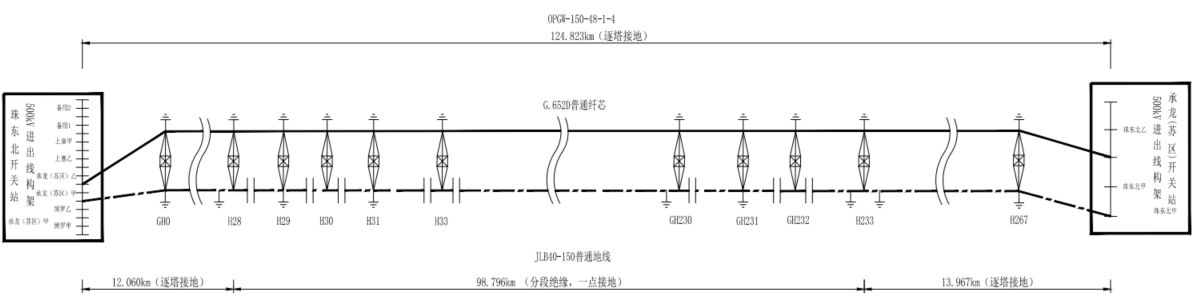 OPGW-150-48-1-4
124.823km（逐塔接地）
珠东北开关站
500kV进出线构架
备用2
备用1
上寨甲
上寨乙
承龙（苏区）乙
承龙（苏区）
博罗乙
承龙（苏区）甲
博罗甲
G.652D普通纤芯
承龙(苏区)开关站
500kV进出线构架
珠东北乙
珠东北甲
珠东北甲
GH0
H28
H29
H30
H31
H33
GH230
GH231
GH232
H233
H267
JLB40-150普通地线
12.060km（逐塔接地）
98.796km （分段绝缘，一点接地）
13.967km（逐塔接地）